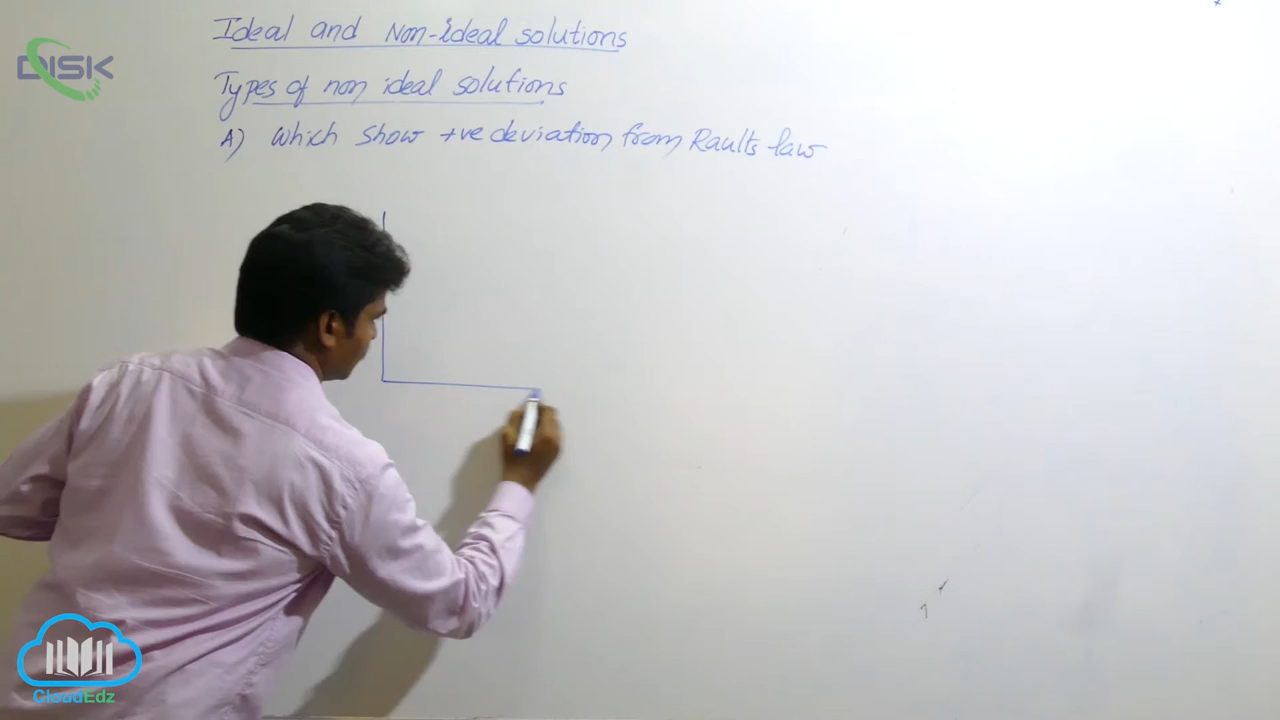 Ideal and Non-ideal solutions
DISK
Types of non ideal solutions
A) Which show +ve deviation from Raults law
CloudEdz